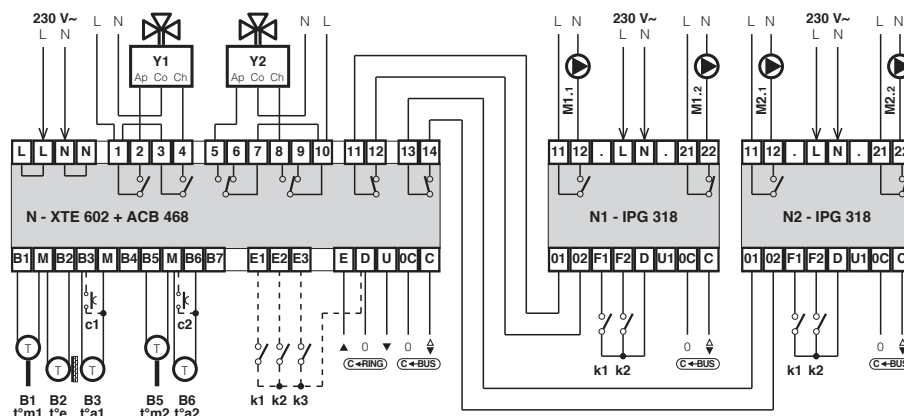 230 V~ L N N L 230 V~ L N 230 V~ L N
L N Y1 Y2 L N L N
Ap Co Ch Ap Co Ch M1.1 M1.2 M2.1 M2.2
L L N N 1 2 3 4 5 6 7 8 9 10 11 12 13 14 11 12 . L N . 21 22 11 12 . L N . 21 22
N - XTE 602 + ACB 468 N1 - IPG 318 N2 - IPG 318
B1 M B2 B3 M B4 B5 M B6 B7 E1 E2 E3 E D U 0C C 01 02 F1 F2 D U1 0C C 01 02 F1 F2 D U1 0C C
c1 c2
0 0 0 0
T T T T T C RING C BUS k1 k2 C BUS k1 k2 C BUS
B1 B2 B3 B5 B6 k1 k2 k3
t°m1 t°e t°a1 t°m2 t°a2